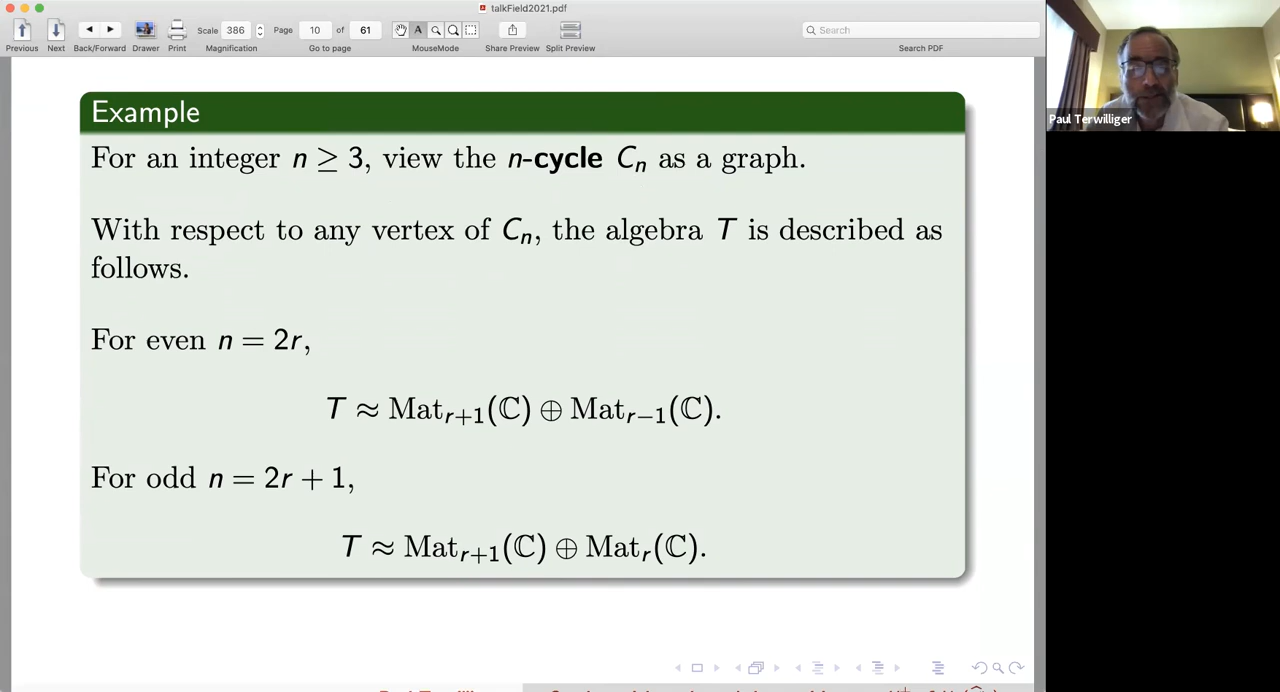 talkField2021.pdf
Scale 386 Page 10 of 61 Search
Previous Next Back/Forward Drawer Print Magnification Go to page MouseMode Share Preview Split Preview Search PDF
Paul Terwilliger
Example
For an integer n ≥ 3, view the n-cycle Cₙ as a graph.
With respect to any vertex of Cₙ, the algebra T is described as
follows.
For even n = 2r,
T ≈ Matᵣ₊₁(ℂ) ⊕ Matᵣ₋₁(ℂ).
For odd n = 2r + 1,
T ≈ Matᵣ₊₁(ℂ) ⊕ Matᵣ(ℂ).